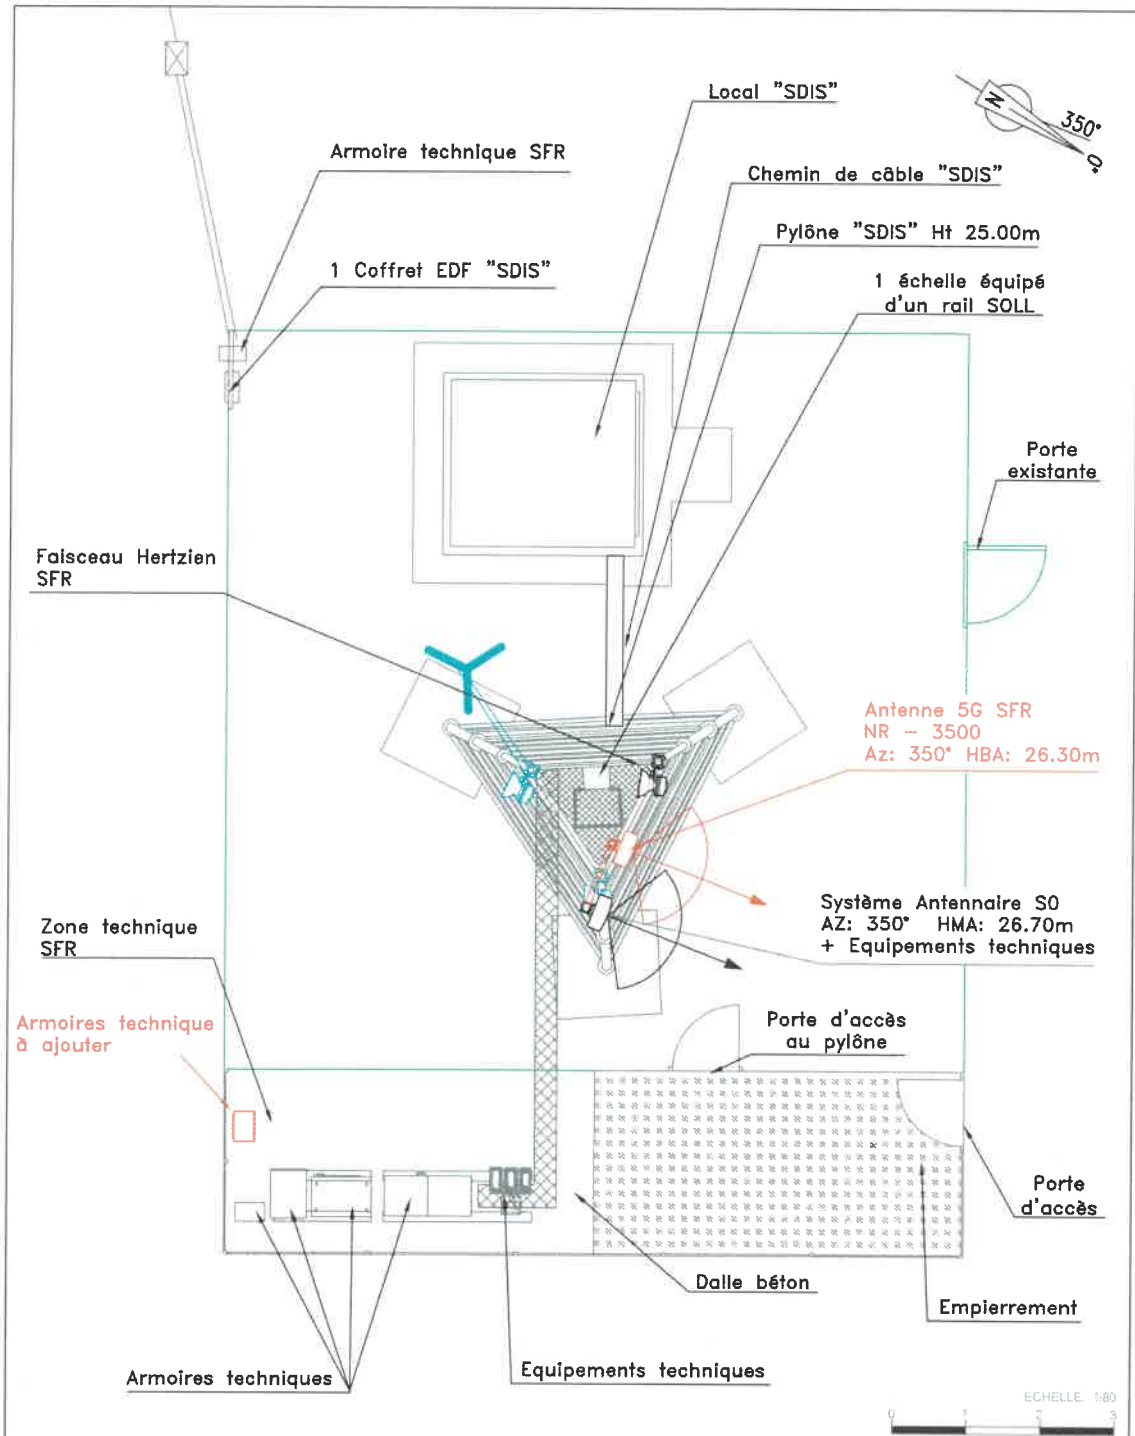 Local "SDIS"
N
350°
0°
Armoire technique SFR
Chemin de câble "SDIS"
Pylône "SDIS" Ht 25.00m
1 Coffret EDF "SDIS"
1 échelle équipé
d'un rail SOLL
Porte
existante
Faisceau Hertzien
SFR
Antenne 5G SFR
NR - 3500
Az: 350° HBA: 26.30m
Système Antennaire S0
AZ: 350° HMA: 26.70m
+ Equipements techniques
Zone technique
SFR
Armoires technique
à ajouter
Porte d'accès
au pylône
Porte
d'accès
Dalle béton
Empierrement
Armoires techniques
Equipements techniques
ECHELLE: 1:80
0 1 2 3